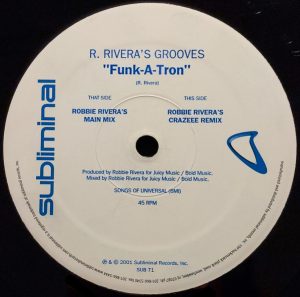 R. RIVERA'S GROOVES
"Funk-A-Tron"
(R. Rivera)
THAT SIDE
ROBBIE RIVERA'S
MAIN MIX
THIS SIDE
ROBBIE RIVERA'S
CRAZEEE REMIX
subliminal
Produced by Robbie Rivera for Juicy Music / Bold Music.
Mixed by Robbie Rivera for Juicy Music / Bold Music.
SONGS OF UNIVERSAL (BMI)
45 RPM
℗ & © 2001 Subliminal Records, Inc.
SUB 71